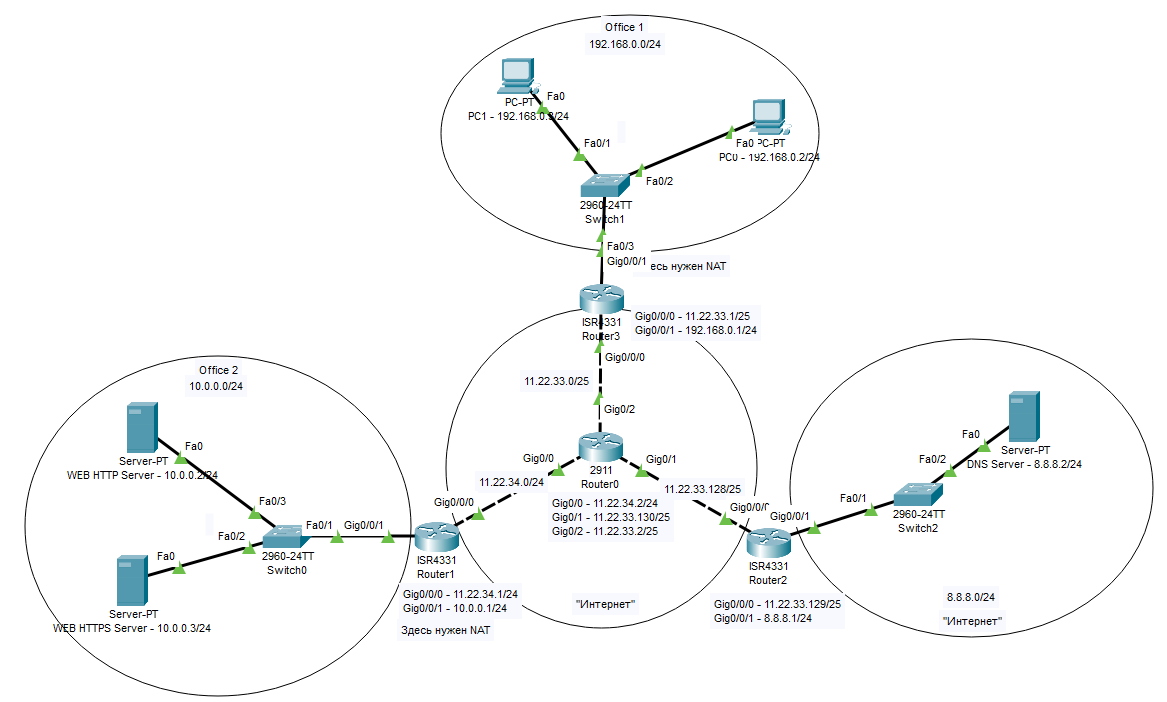 Office 1
192.168.0.0/24
PC-PT
PC1 - 192.168.0.3/24
Fa0
Fa0
PC-PT
PC0 - 192.168.0.2/24
Fa0/1
Fa0/2
2960-24TT
Switch1
Fa0/3
Gig0/0/1
есь нужен NAT
ISR4331
Router3
Gig0/0/0 - 11.22.33.1/25
Gig0/0/1 - 192.168.0.1/24
Gig0/0/0
11.22.33.0/25
Gig0/2
Gig0/0
Gig0/1
2911
Router0
11.22.34.0/24
11.22.33.128/25
Gig0/0 - 11.22.34.2/24
Gig0/1 - 11.22.33.130/25
Gig0/2 - 11.22.33.2/25
"Интернет"
Office 2
10.0.0.0/24
Fa0
Server-PT
WEB HTTP Server - 10.0.0.2/24
Fa0/3
Fa0/1
Fa0/2
Gig0/0/1
Gig0/0/0
2960-24TT
Switch0
Fa0
Server-PT
WEB HTTPS Server - 10.0.0.3/24
ISR4331
Router1
Gig0/0/0 - 11.22.34.1/24
Gig0/0/1 - 10.0.0.1/24
Здесь нужен NAT
Gig0/0/0
Gig0/0/1
ISR4331
Router2
Gig0/0/0 - 11.22.33.129/25
Gig0/0/1 - 8.8.8.1/24
Fa0/1
Fa0/2
2960-24TT
Switch2
Fa0
Server-PT
DNS Server - 8.8.8.2/24
8.8.8.0/24
"Интернет"